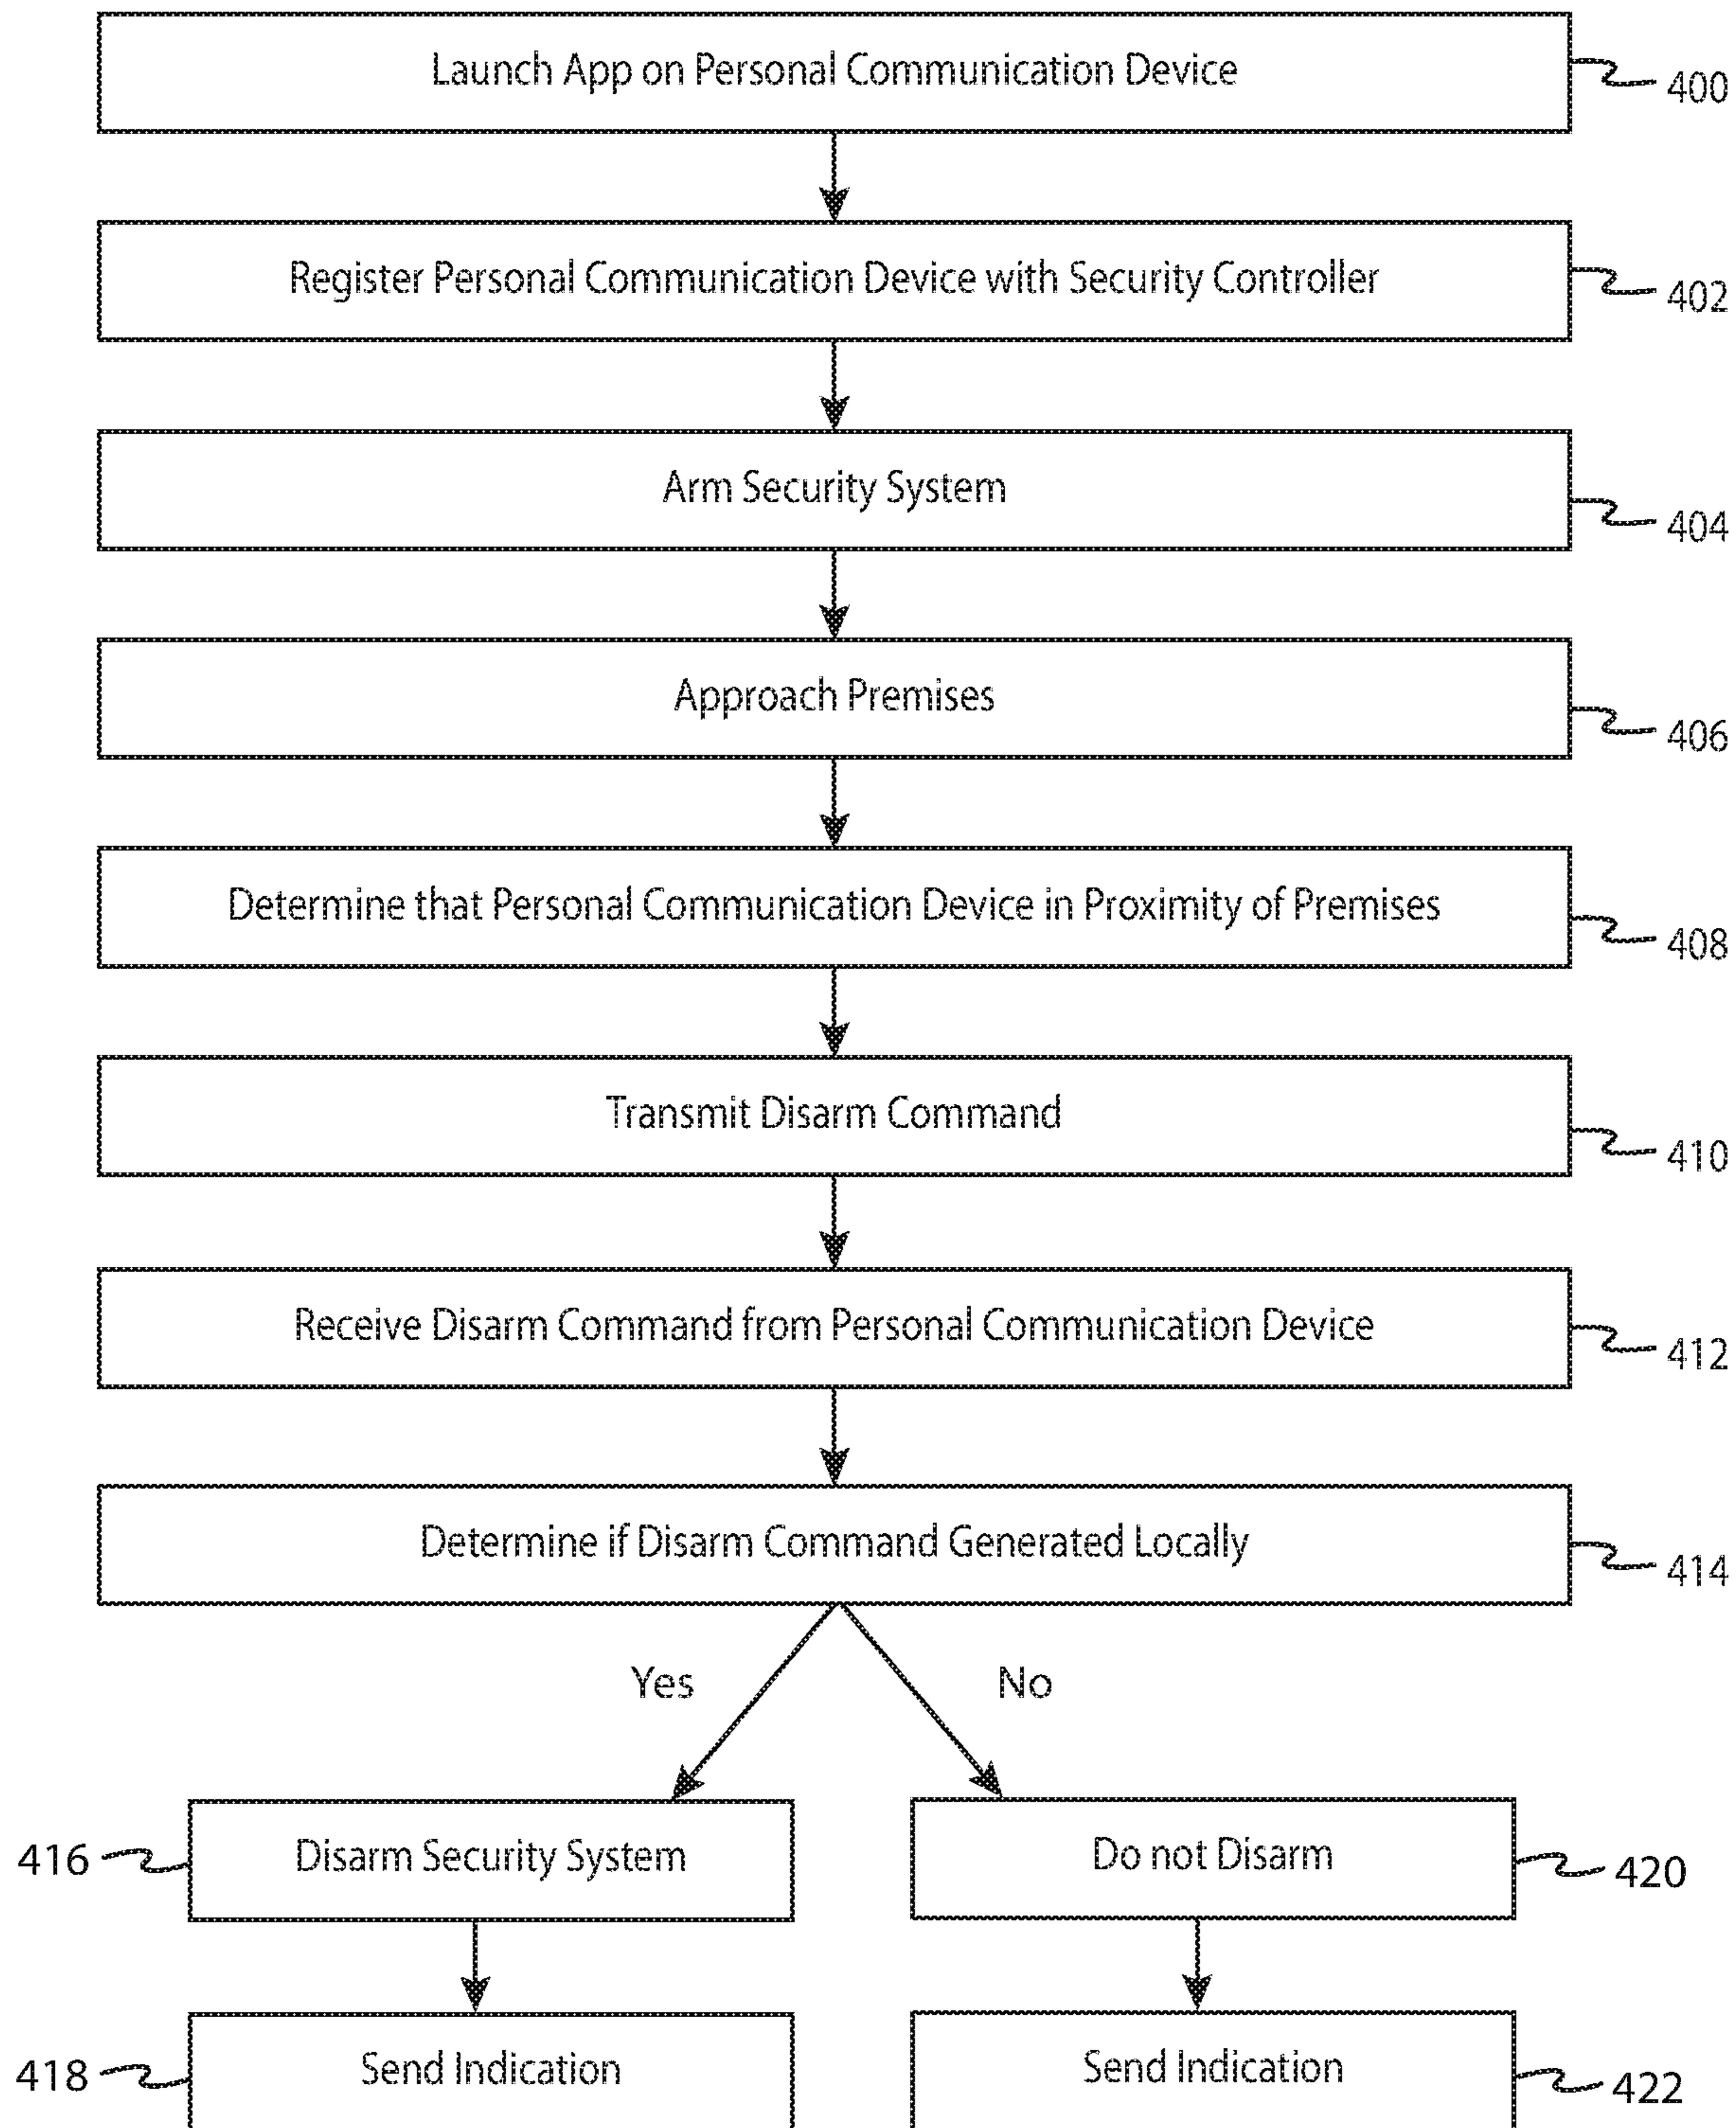 Launch App on Personal Communication Device
400
Register Personal Communication Device with Security Controller
402
Arm Security System
404
Approach Premises
406
Determine that Personal Communication Device in Proximity of Premises
408
Transmit Disarm Command
410
Receive Disarm Command from Personal Communication Device
412
Determine if Disarm Command Generated Locally
414
Yes
No
416
Disarm Security System
Do not Disarm
420
418
Send Indication
Send Indication
422